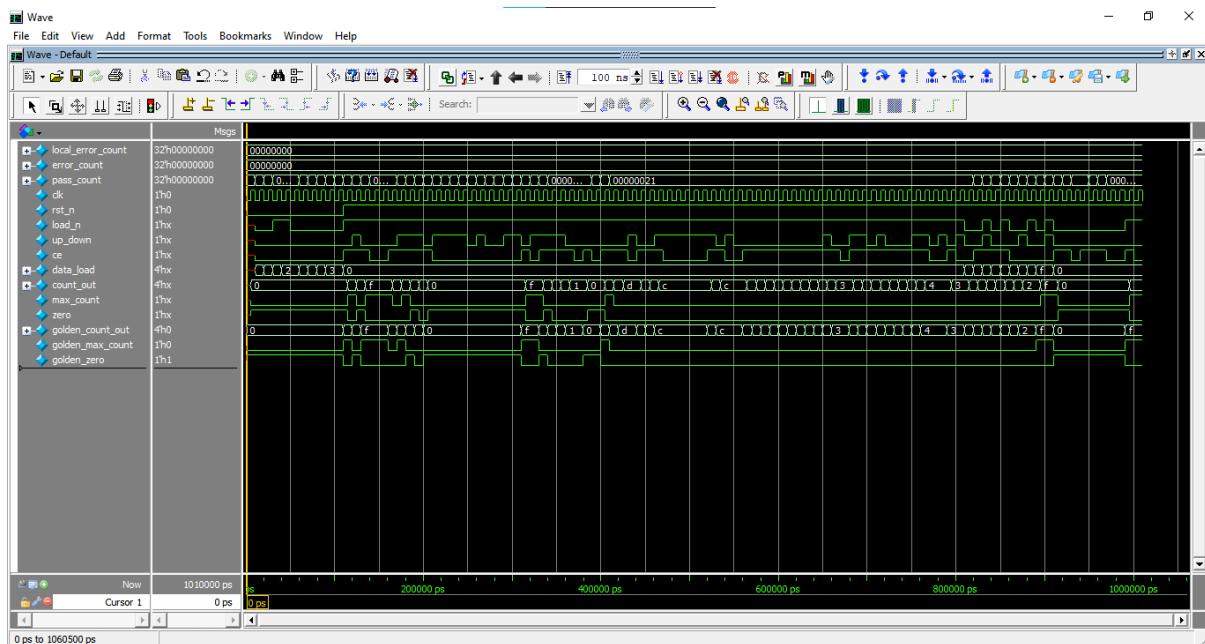 Wave
File Edit View Add Format Tools Bookmarks Window Help
Wave - Default
100 ns
Search:
Msgs
local_error_count 32'h00000000 00000000
error_count 32'h00000000 00000000
pass_count 32'h00000000 0... 0... 0000... 00000021 000...
clk 1'h0
rst_n 1'h0
load_n 1'hx
up_down 1'hx
ce 1'hx
data_load 4'hx 2 3 0 f 0
count_out 4'hx 0 f 0 f 1 0 d c c 3 4 3 2 f 0
max_count 1'hx
zero 1'hx
golden_count_out 4'h0 0 f 0 f 1 0 d c c 3 4 3 2 f 0 f
golden_max_count 1'h0
golden_zero 1'h1
Now 1010000 ps 200000 ps 400000 ps 600000 ps 800000 ps 1000000 ps
Cursor 1 0 ps 0 ps
0 ps to 1060500 ps